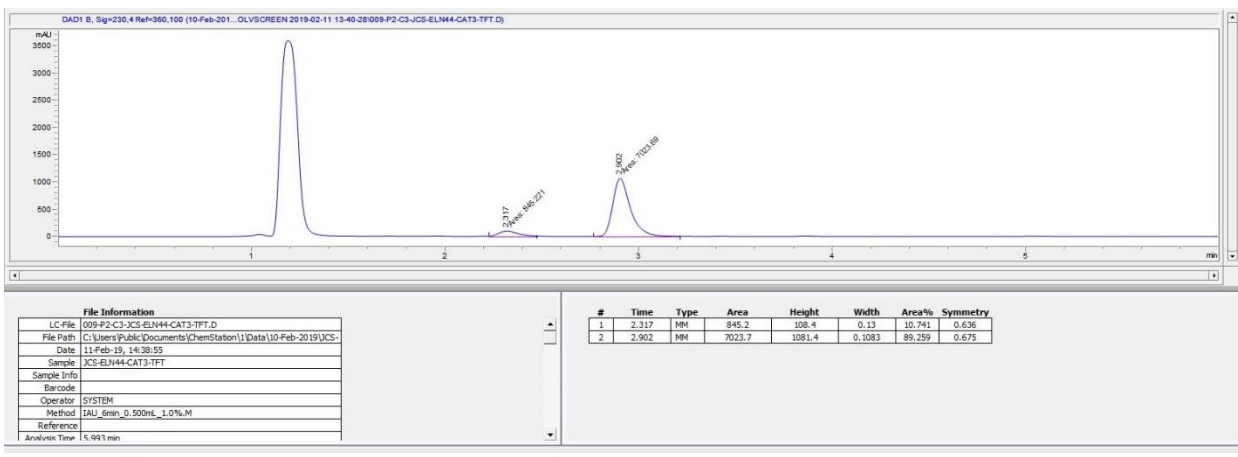 DAD1 B, Sig=230,4 Ref=360,100 (10-Feb-201...OLVSCREEN 2019-02-11 13-40-28\009-P2-C3-JCS-ELN44-CAT3-TFT.D)
mAU
3500
3000
2500
2000
1500
1000
500
0
2.317
Area: 845.221
2.902
Area: 7023.69
1 2 3 4 5 min
File Information
LC-File 009-P2-C3-JCS-ELN44-CAT3-TFT.D
File Path C:\Users\Public\Documents\ChemStation\1\Data\10-Feb-2019\JCS-
Date 11-Feb-19, 14:38:55
Sample JCS-ELN44-CAT3-TFT
Sample Info
Barcode
Operator SYSTEM
Method IAU_6min_0.500mL_1.0%.M
Reference
Analysis Time 5.993 min
# Time Type Area Height Width Area% Symmetry
1 2.317 MM 845.2 108.4 0.13 10.741 0.636
2 2.902 MM 7023.7 1081.4 0.1083 89.259 0.675